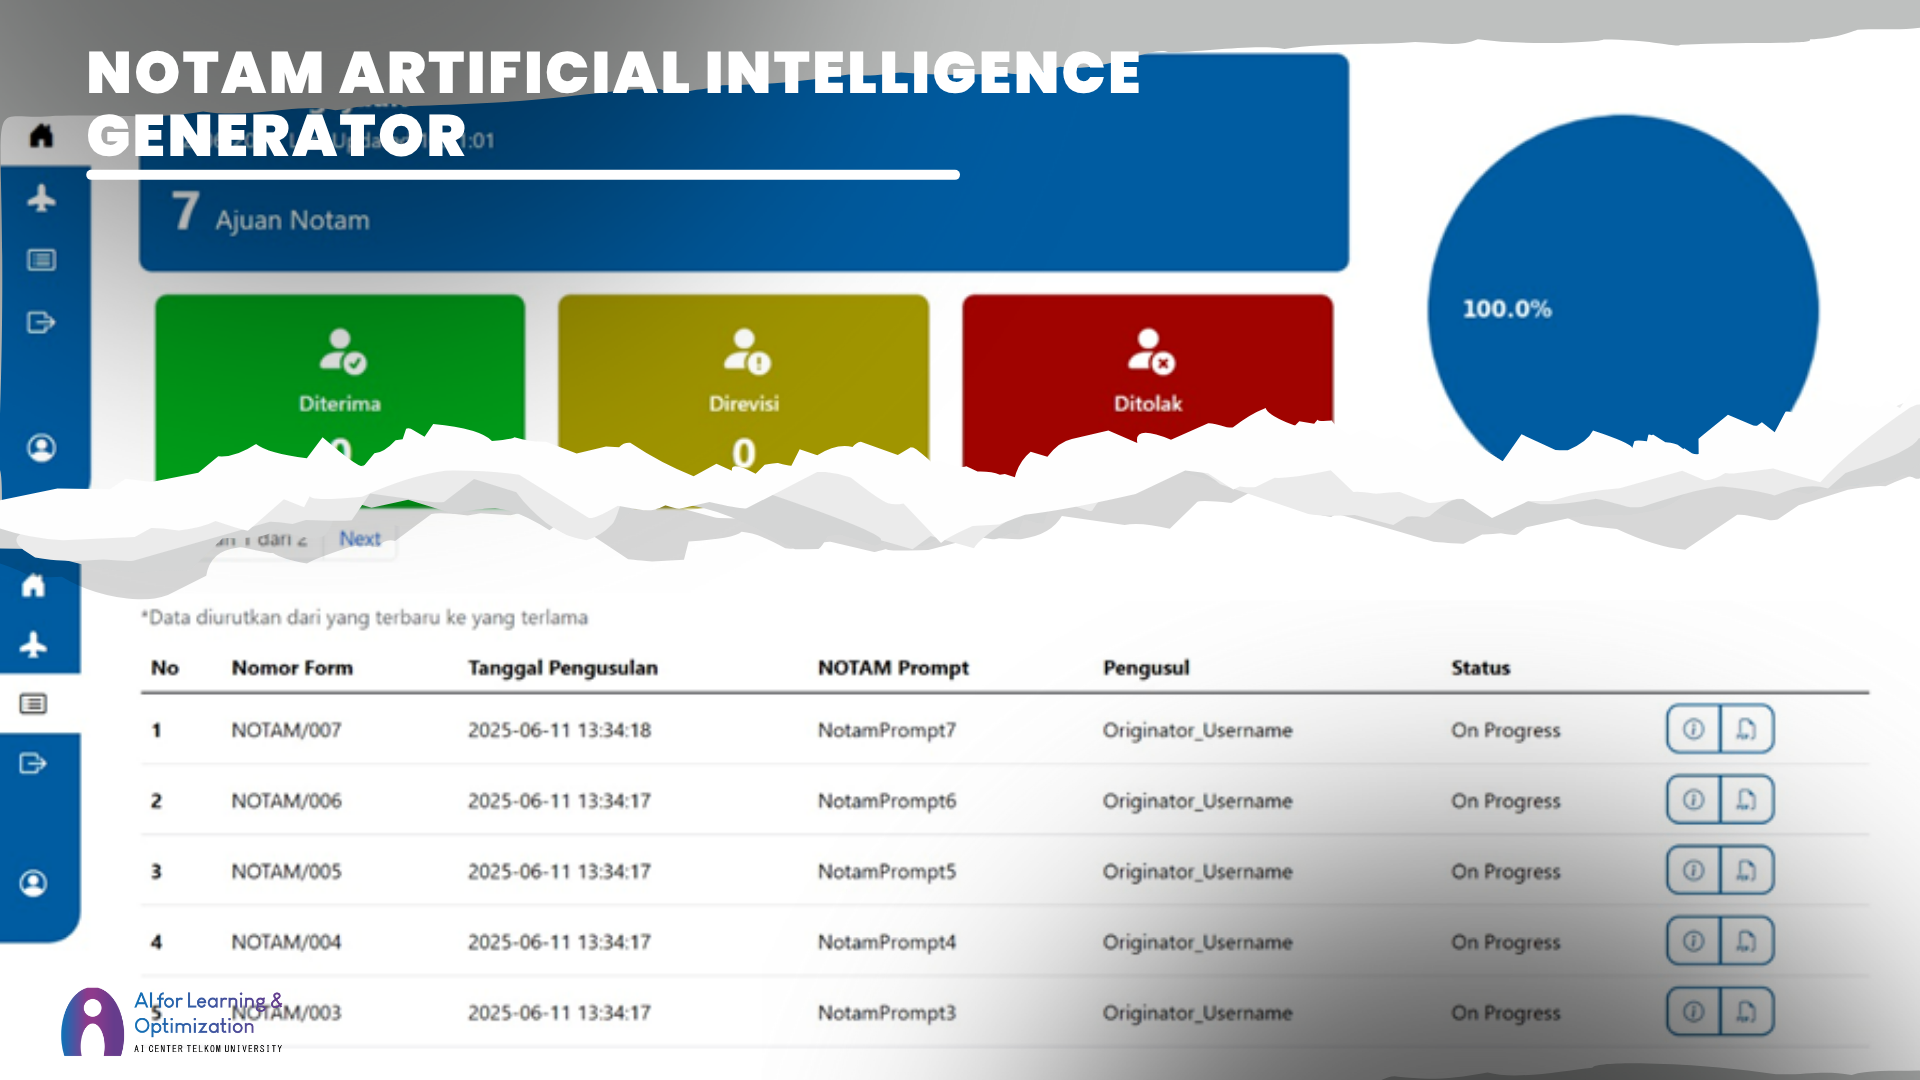 NOTAM ARTIFICIAL INTELLIGENCE
GENERATOR
7 Ajuan Notam
100.0%
Diterima
Direvisi
Ditolak
0
0
1 dari 2
Next
*Data diurutkan dari yang terbaru ke yang terlama
No Nomor Form Tanggal Pengusulan NOTAM Prompt Pengusul Status
1 NOTAM/007 2025-06-11 13:34:18 NotamPrompt7 Originator_Username On Progress
2 NOTAM/006 2025-06-11 13:34:17 NotamPrompt6 Originator_Username On Progress
3 NOTAM/005 2025-06-11 13:34:17 NotamPrompt5 Originator_Username On Progress
4 NOTAM/004 2025-06-11 13:34:17 NotamPrompt4 Originator_Username On Progress
5 NOTAM/003 2025-06-11 13:34:17 NotamPrompt3 Originator_Username On Progress
AI for Learning &
Optimization
AI CENTER TELKOM UNIVERSITY